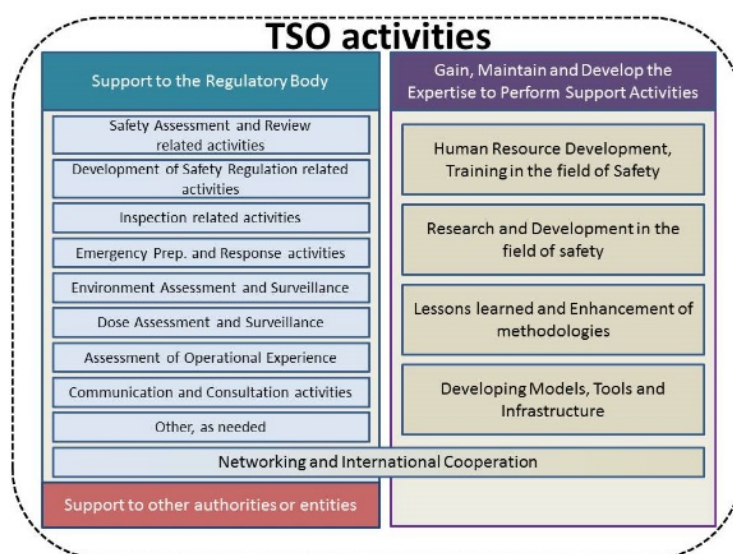 TSO activities
Support to the Regulatory Body
Safety Assessment and Review
related activities
Development of Safety Regulation related
activities
Inspection related activities
Emergency Prep. and Response activities
Environment Assessment and Surveillance
Dose Assessment and Surveillance
Assessment of Operational Experience
Communication and Consultation activities
Other, as needed
Gain, Maintain and Develop the
Expertise to Perform Support Activities
Human Resource Development,
Training in the field of Safety
Research and Development in the
field of safety
Lessons learned and Enhancement of
methodologies
Developing Models, Tools and
Infrastructure
Networking and International Cooperation
Support to other authorities or entities